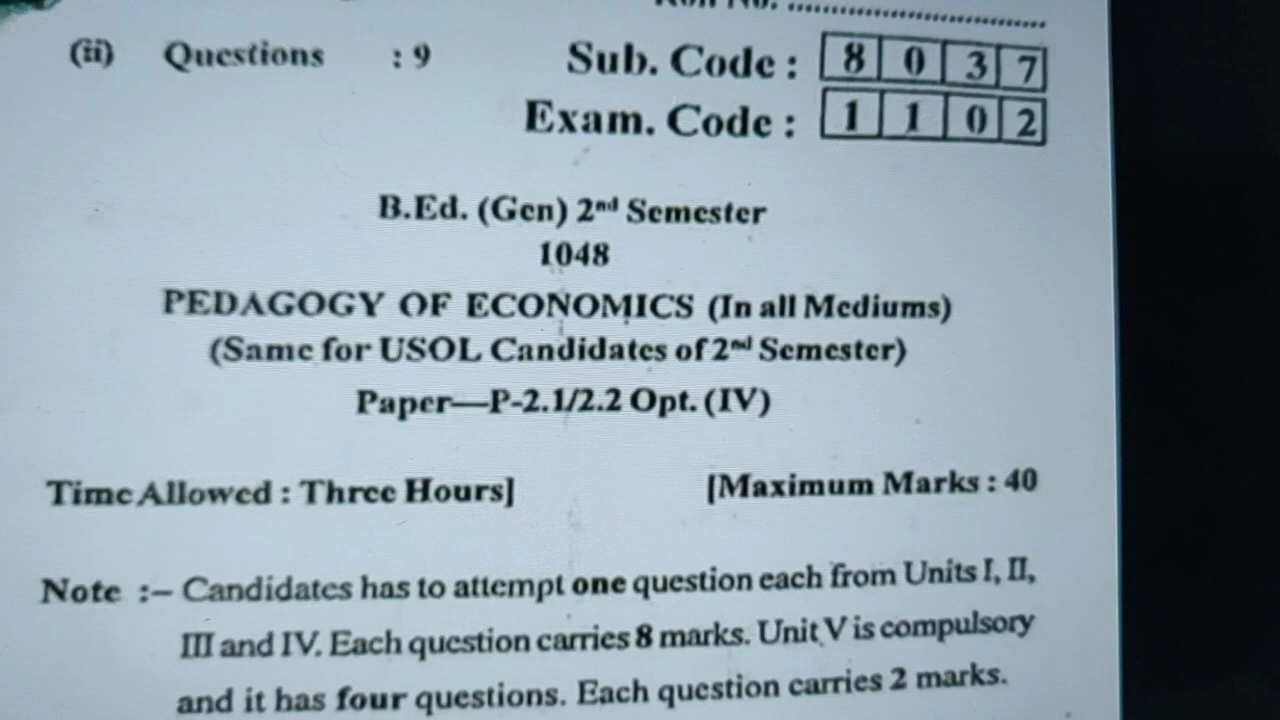 Roll No. ........................................
(ii) Questions : 9 Sub. Code : 8 0 3 7
Exam. Code : 1 1 0 2
B.Ed. (Gen) 2nd Semester
1048
PEDAGOGY OF ECONOMICS (In all Mediums)
(Same for USOL Candidates of 2nd Semester)
Paper—P-2.1/2.2 Opt. (IV)
Time Allowed : Three Hours] [Maximum Marks : 40
Note :– Candidates has to attempt one question each from Units I, II,
III and IV. Each question carries 8 marks. Unit V is compulsory
and it has four questions. Each question carries 2 marks.